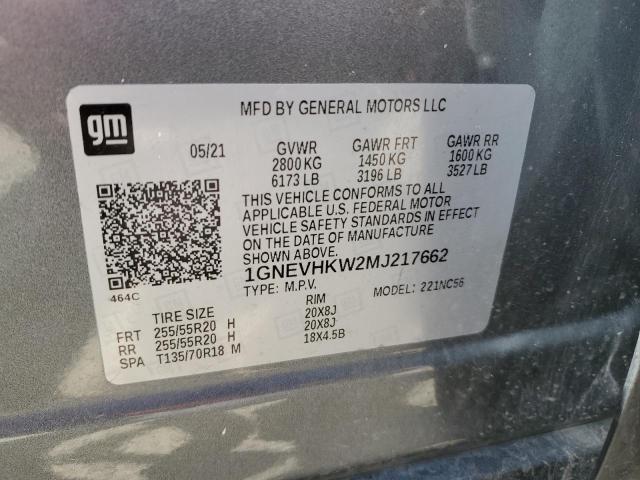 gm
MFD BY GENERAL MOTORS LLC
05/21 GVWR GAWR FRT GAWR RR
2800 KG 1450 KG 1600 KG
6173 LB 3196 LB 3527 LB
THIS VEHICLE CONFORMS TO ALL
APPLICABLE U.S. FEDERAL MOTOR
VEHICLE SAFETY STANDARDS IN EFFECT
ON THE DATE OF MANUFACTURE
SHOWN ABOVE.
1GNEVHKW2MJ217662
464C
TYPE: M.P.V. MODEL: 221NC56
TIRE SIZE RIM
FRT 255/55R20 H 20X8J
RR 255/55R20 H 20X8J
SPA T135/70R18 M 18X4.5B